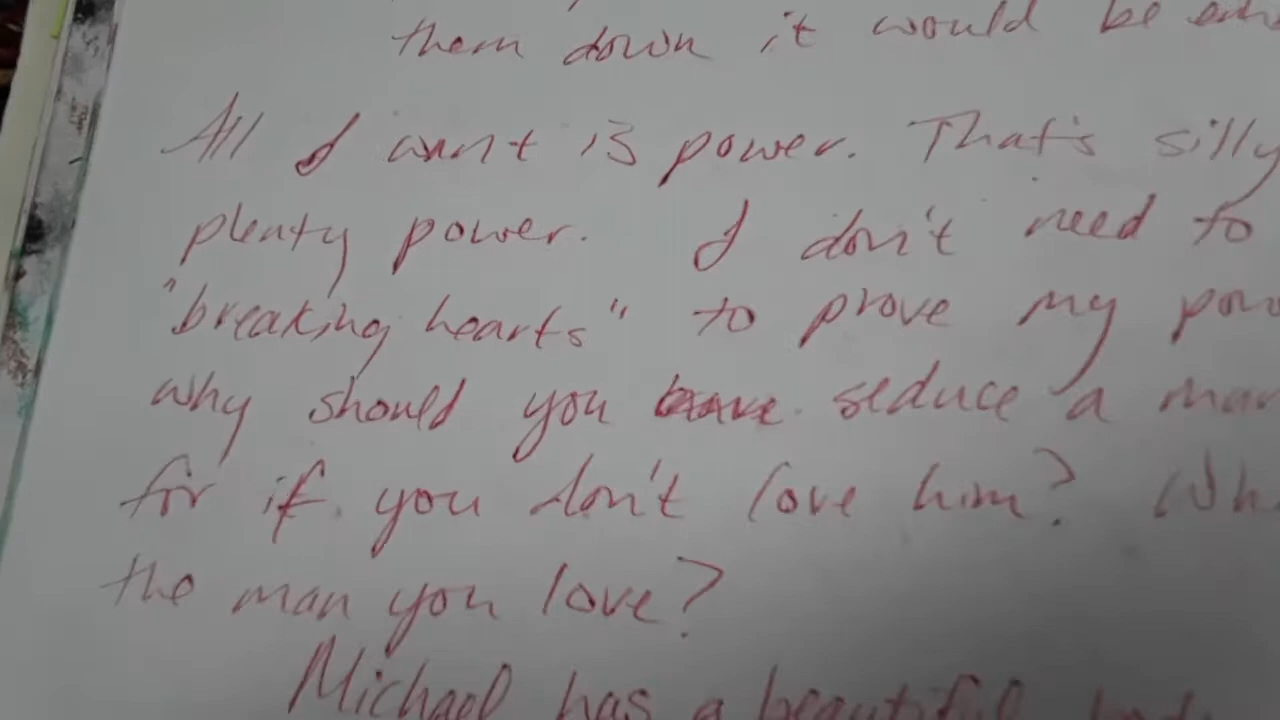 them down it would be
All I want is power. That's silly
plenty power. I don't need to
"breaking hearts" to prove my
why should you seduce a
for if you don't love him?
the man you love?
Michael has a beautiful